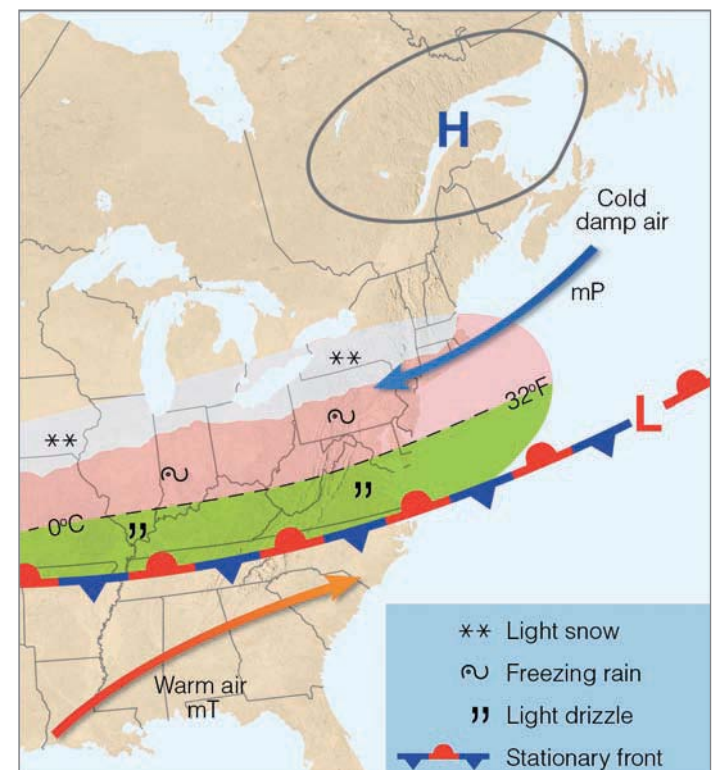 H
Cold
damp air
mP
**
32°F
**
L
0°C
,,
,,
Warm air
mT
** Light snow
Freezing rain
,, Light drizzle
Stationary front